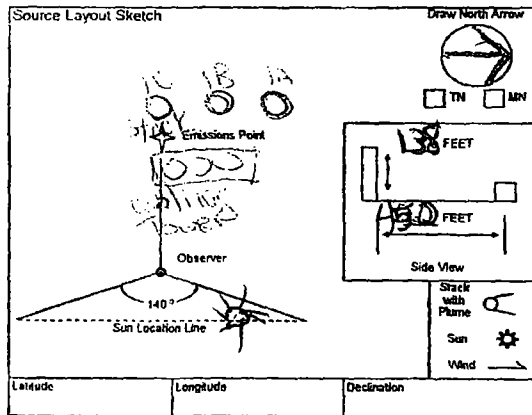 Source Layout Sketch
Draw North Arrow
1C 1B 1A
TN MN
Emissions Point
FEET
FEET
Observer
Side View
140°
Sun Location Line
Stack
with
Plume
Sun
Wind
Latitude Longitude Declination